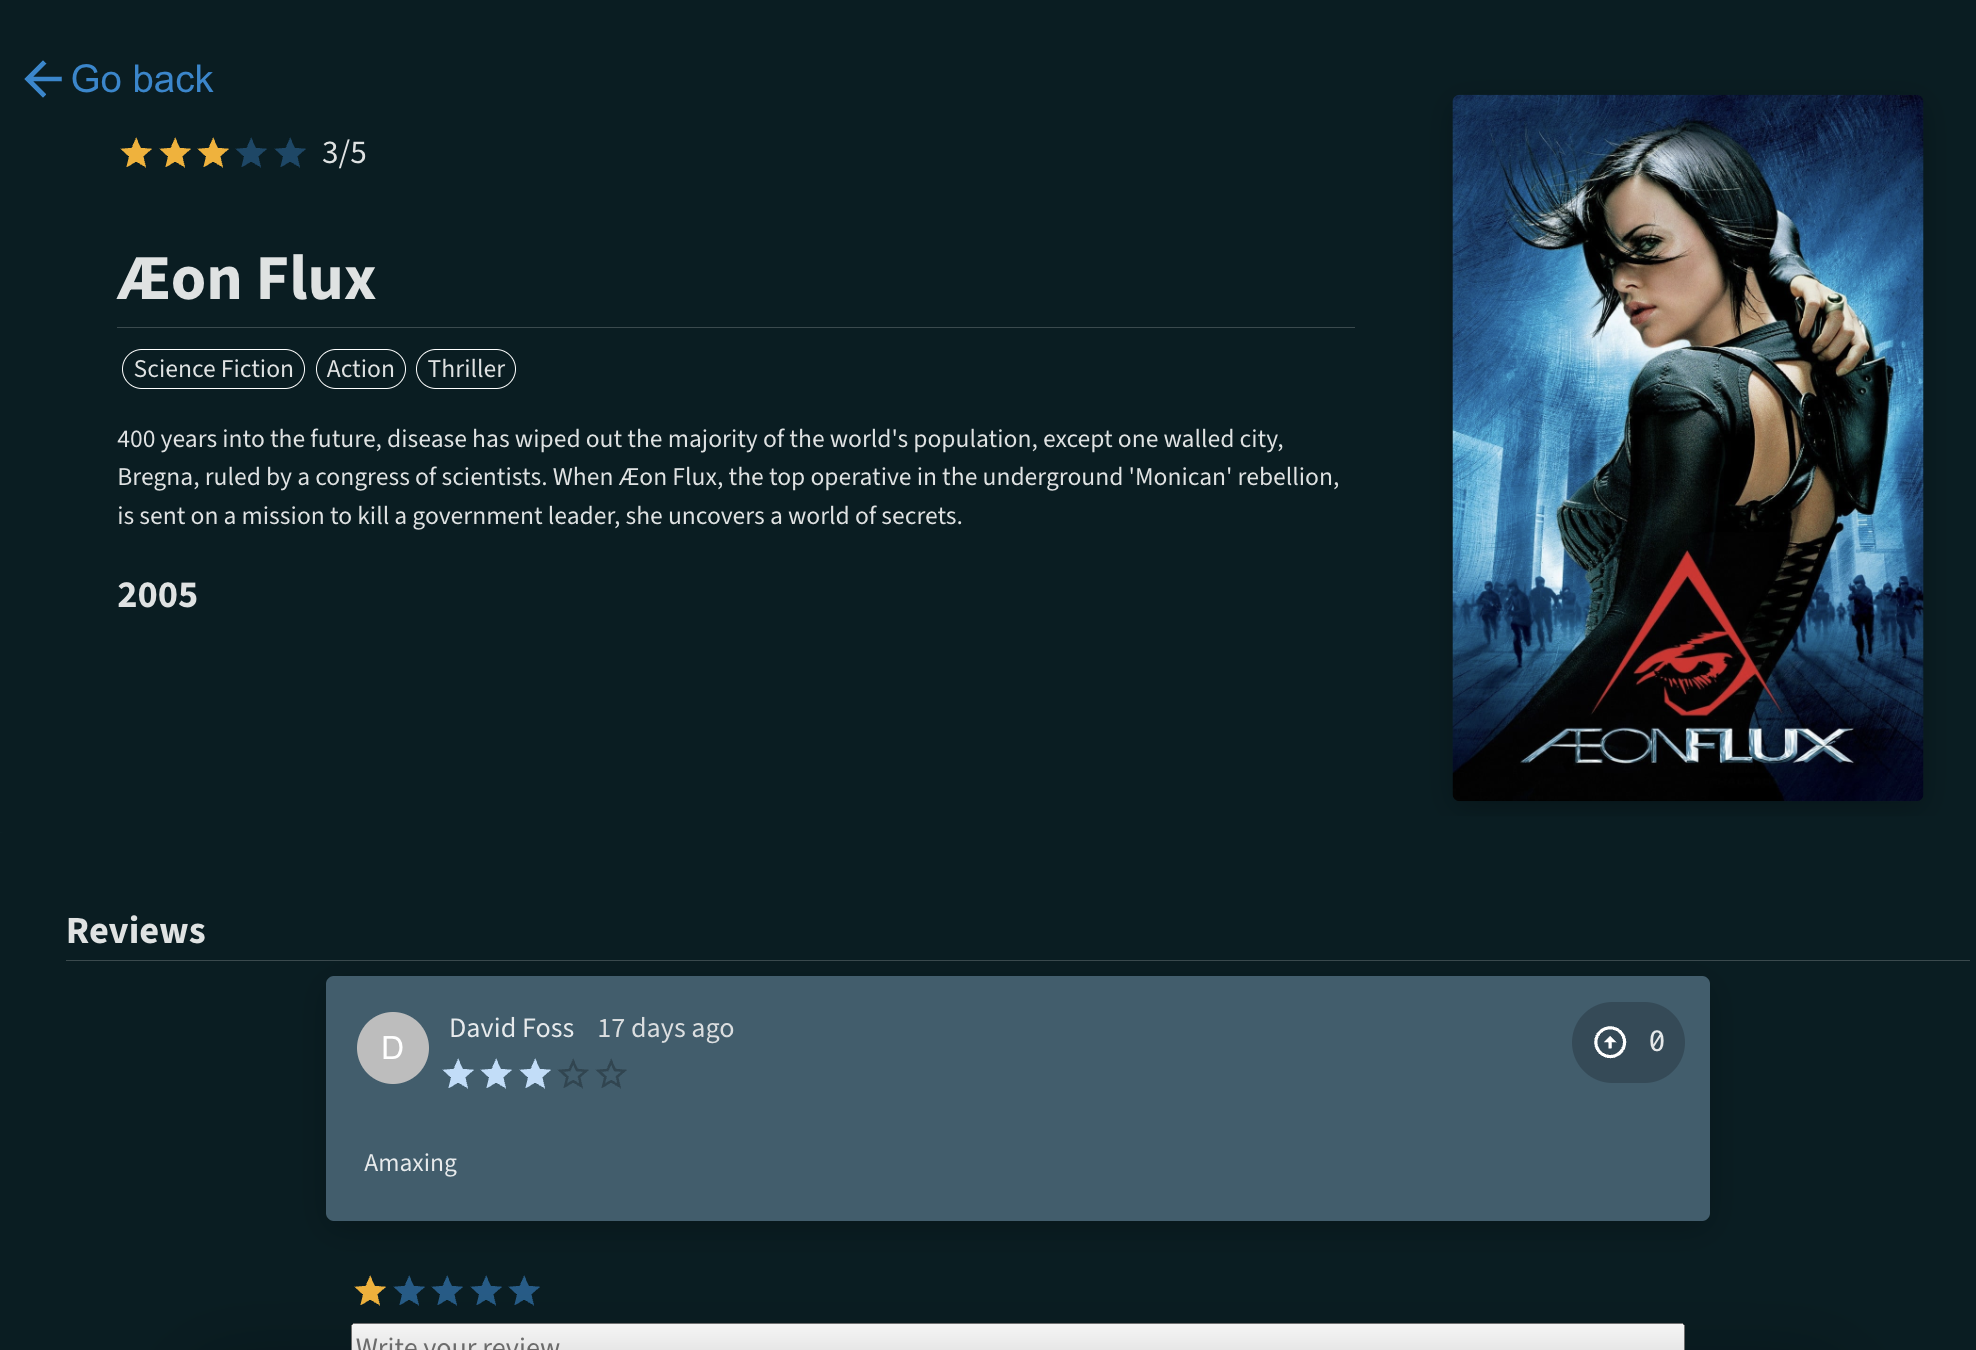 Go back
3/5
Æon Flux
Science Fiction Action Thriller
400 years into the future, disease has wiped out the majority of the world's population, except one walled city,
Bregna, ruled by a congress of scientists. When Æon Flux, the top operative in the underground 'Monican' rebellion,
is sent on a mission to kill a government leader, she uncovers a world of secrets.
2005
ÆONFLUX
Reviews
D
David Foss 17 days ago
0
Amaxing
Write your review